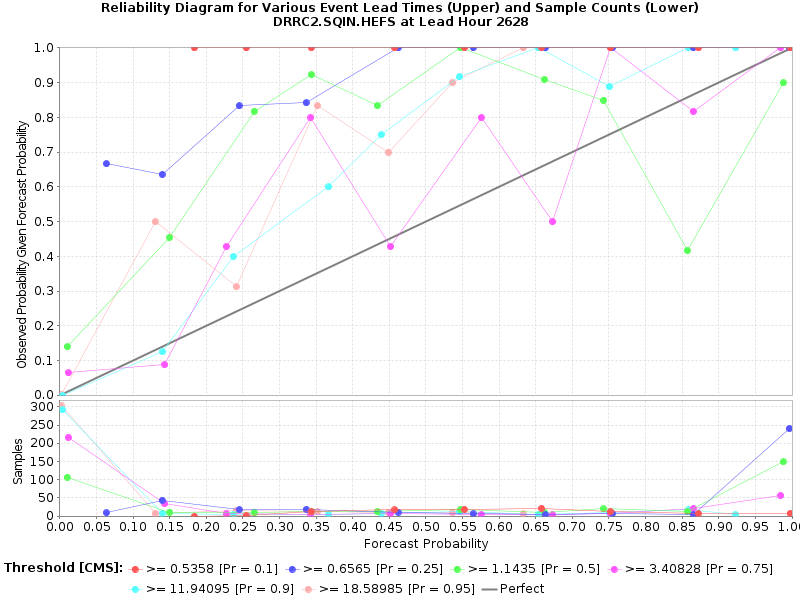 Reliability Diagram for Various Event Lead Times (Upper) and Sample Counts (Lower)
DRRC2.SQIN.HEFS at Lead Hour 2628
Observed Probability Given Forecast Probability
1.0
0.9
0.8
0.7
0.6
0.5
0.4
0.3
0.2
0.1
0.0
Samples
300
250
200
150
100
50
0
0.00 0.05 0.10 0.15 0.20 0.25 0.30 0.35 0.40 0.45 0.50 0.55 0.60 0.65 0.70 0.75 0.80 0.85 0.90 0.95 1.0
Forecast Probability
Threshold [CMS]: >= 0.5358 [Pr = 0.1] >= 0.6565 [Pr = 0.25] >= 1.1435 [Pr = 0.5] >= 3.40828 [Pr = 0.75]
>= 11.94095 [Pr = 0.9] >= 18.58985 [Pr = 0.95] Perfect